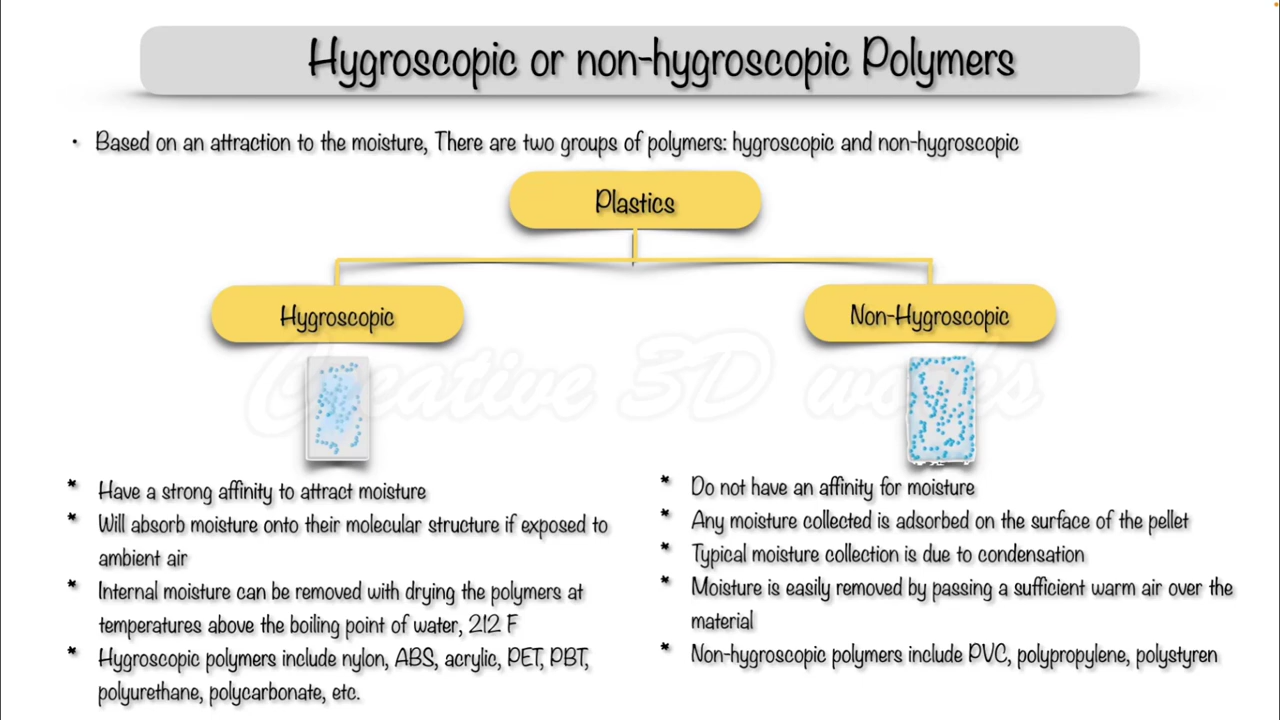 Hygroscopic or non-hygroscopic Polymers
• Based on an attraction to the moisture, There are two groups of polymers: hygroscopic and non-hygroscopic
Plastics
Hygroscopic
Non-Hygroscopic
Creative 3D works
* Have a strong affinity to attract moisture
* Will absorb moisture onto their molecular structure if exposed to
ambient air
* Internal moisture can be removed with drying the polymers at
temperatures above the boiling point of water, 212 F
* Hygroscopic polymers include nylon, ABS, acrylic, PET, PBT,
polyurethane, polycarbonate, etc.
* Do not have an affinity for moisture
* Any moisture collected is adsorbed on the surface of the pellet
* Typical moisture collection is due to condensation
* Moisture is easily removed by passing a sufficient warm air over the
material
* Non-hygroscopic polymers include PVC, polypropylene, polystyren